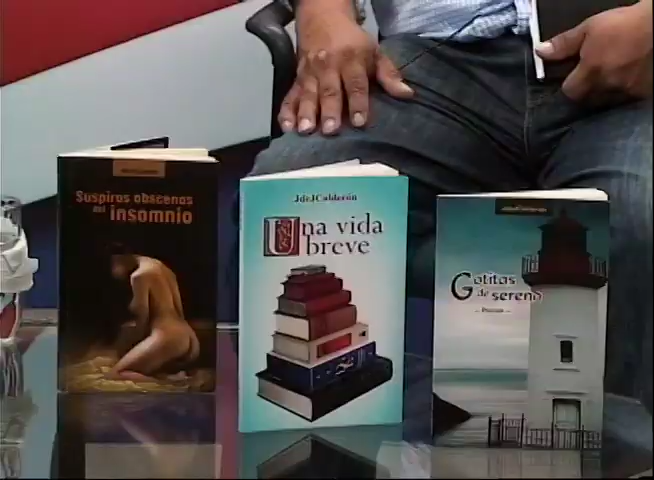 Suspiros obscenos
del insomnio
JdeJCalderón
Una vida
breve
Gotitas
de sereno